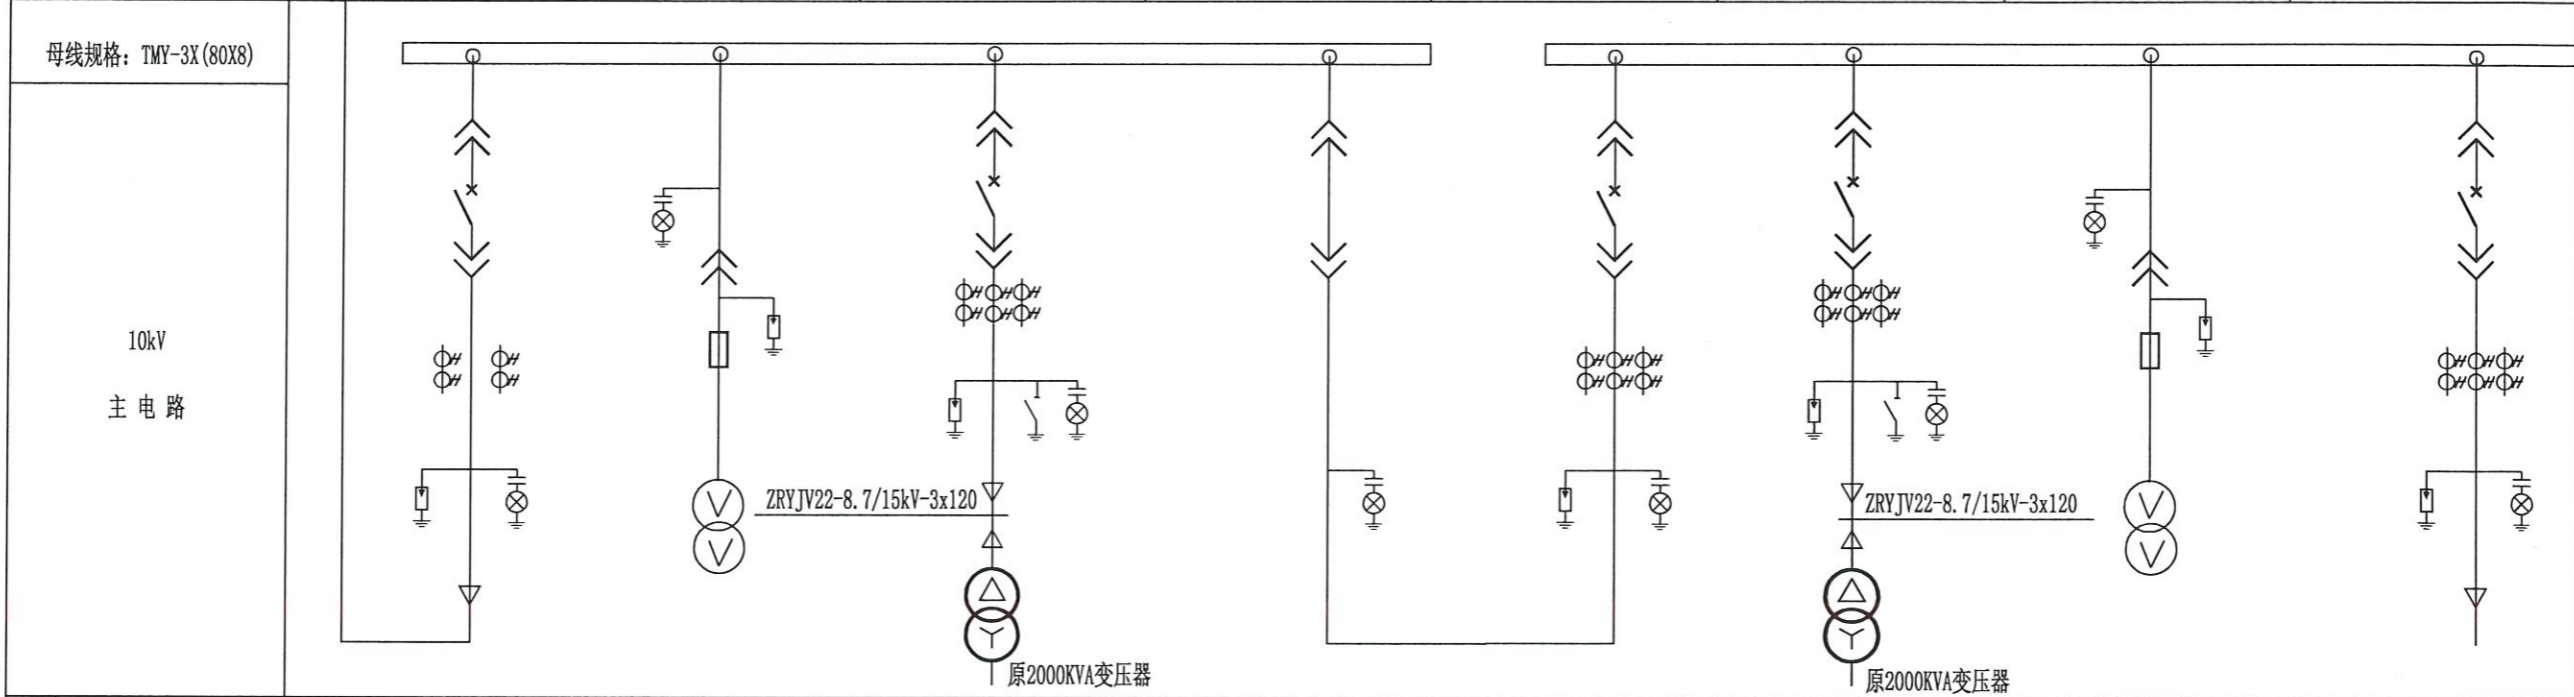 母线规格：TMY-3X(80X8)
10kV
主电路
ZRYJV22-8.7/15kV-3x120
原2000KVA变压器
ZRYJV22-8.7/15kV-3x120
原2000KVA变压器